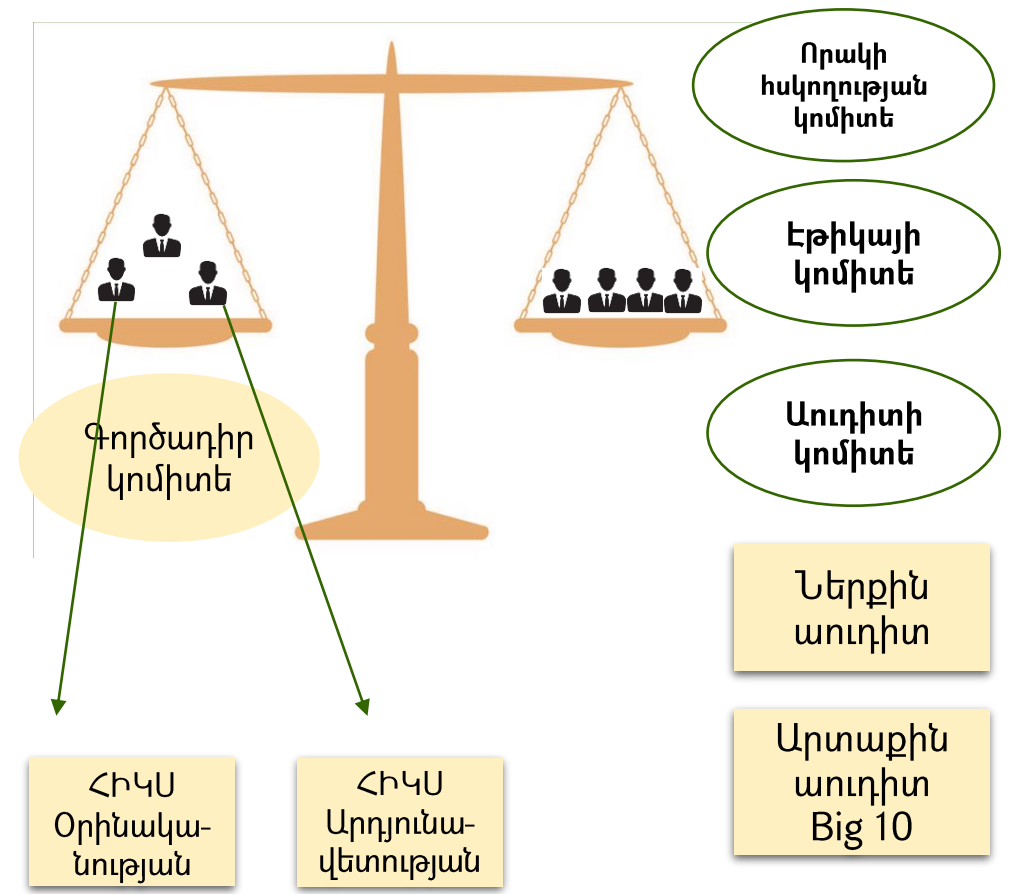 Որակի
հսկողության
կոմիտե
Էթիկայի
կոմիտե
Աուդիտի
կոմիտե
Գործադիր
կոմիտե
Ներքին
աուդիտ
Արտաքին
աուդիտ
Big 10
ՀԻԿՍ
Օրինակա-
նության
ՀԻԿՍ
Արդյունա-
վետության